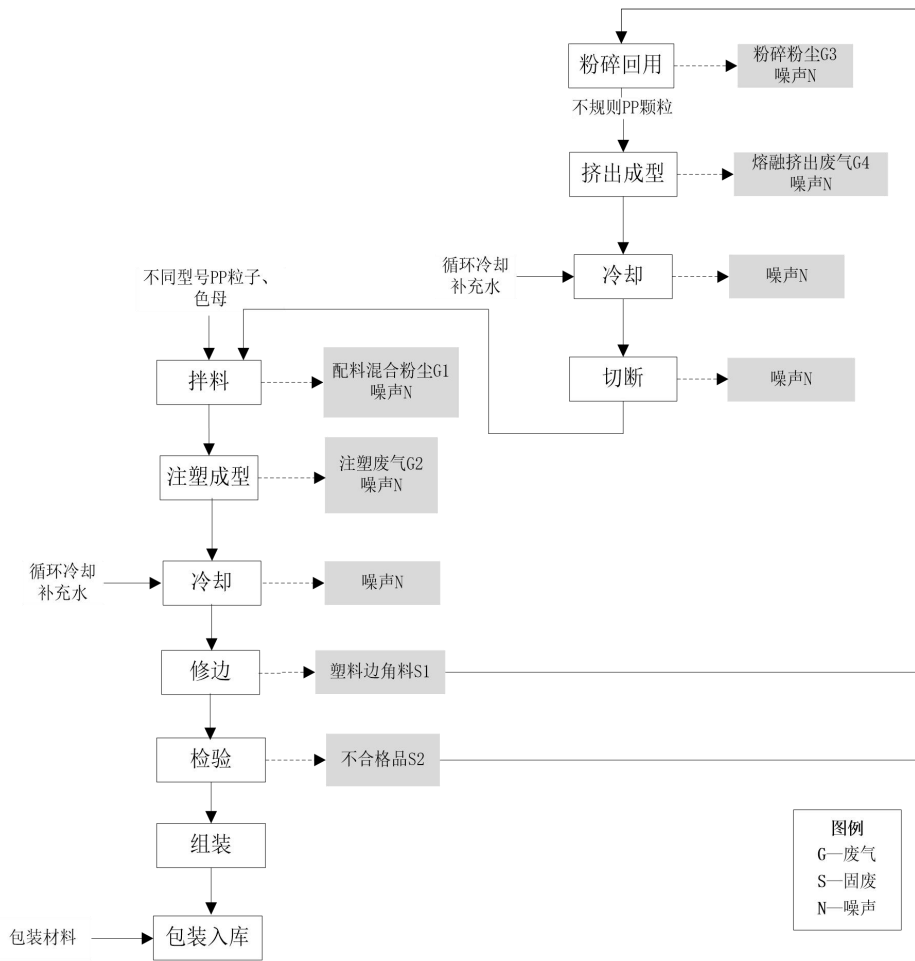 粉碎回用
粉碎粉尘G3
噪声N
不规则PP颗粒
挤出成型
熔融挤出废气G4
噪声N
循环冷却
补充水
冷却
噪声N
切断
噪声N
不同型号PP粒子、
色母
拌料
配料混合粉尘G1
噪声N
注塑成型
注塑废气G2
噪声N
循环冷却
补充水
冷却
噪声N
修边
塑料边角料S1
检验
不合格品S2
组装
包装材料
包装入库
图例
G—废气
S—固废
N—噪声